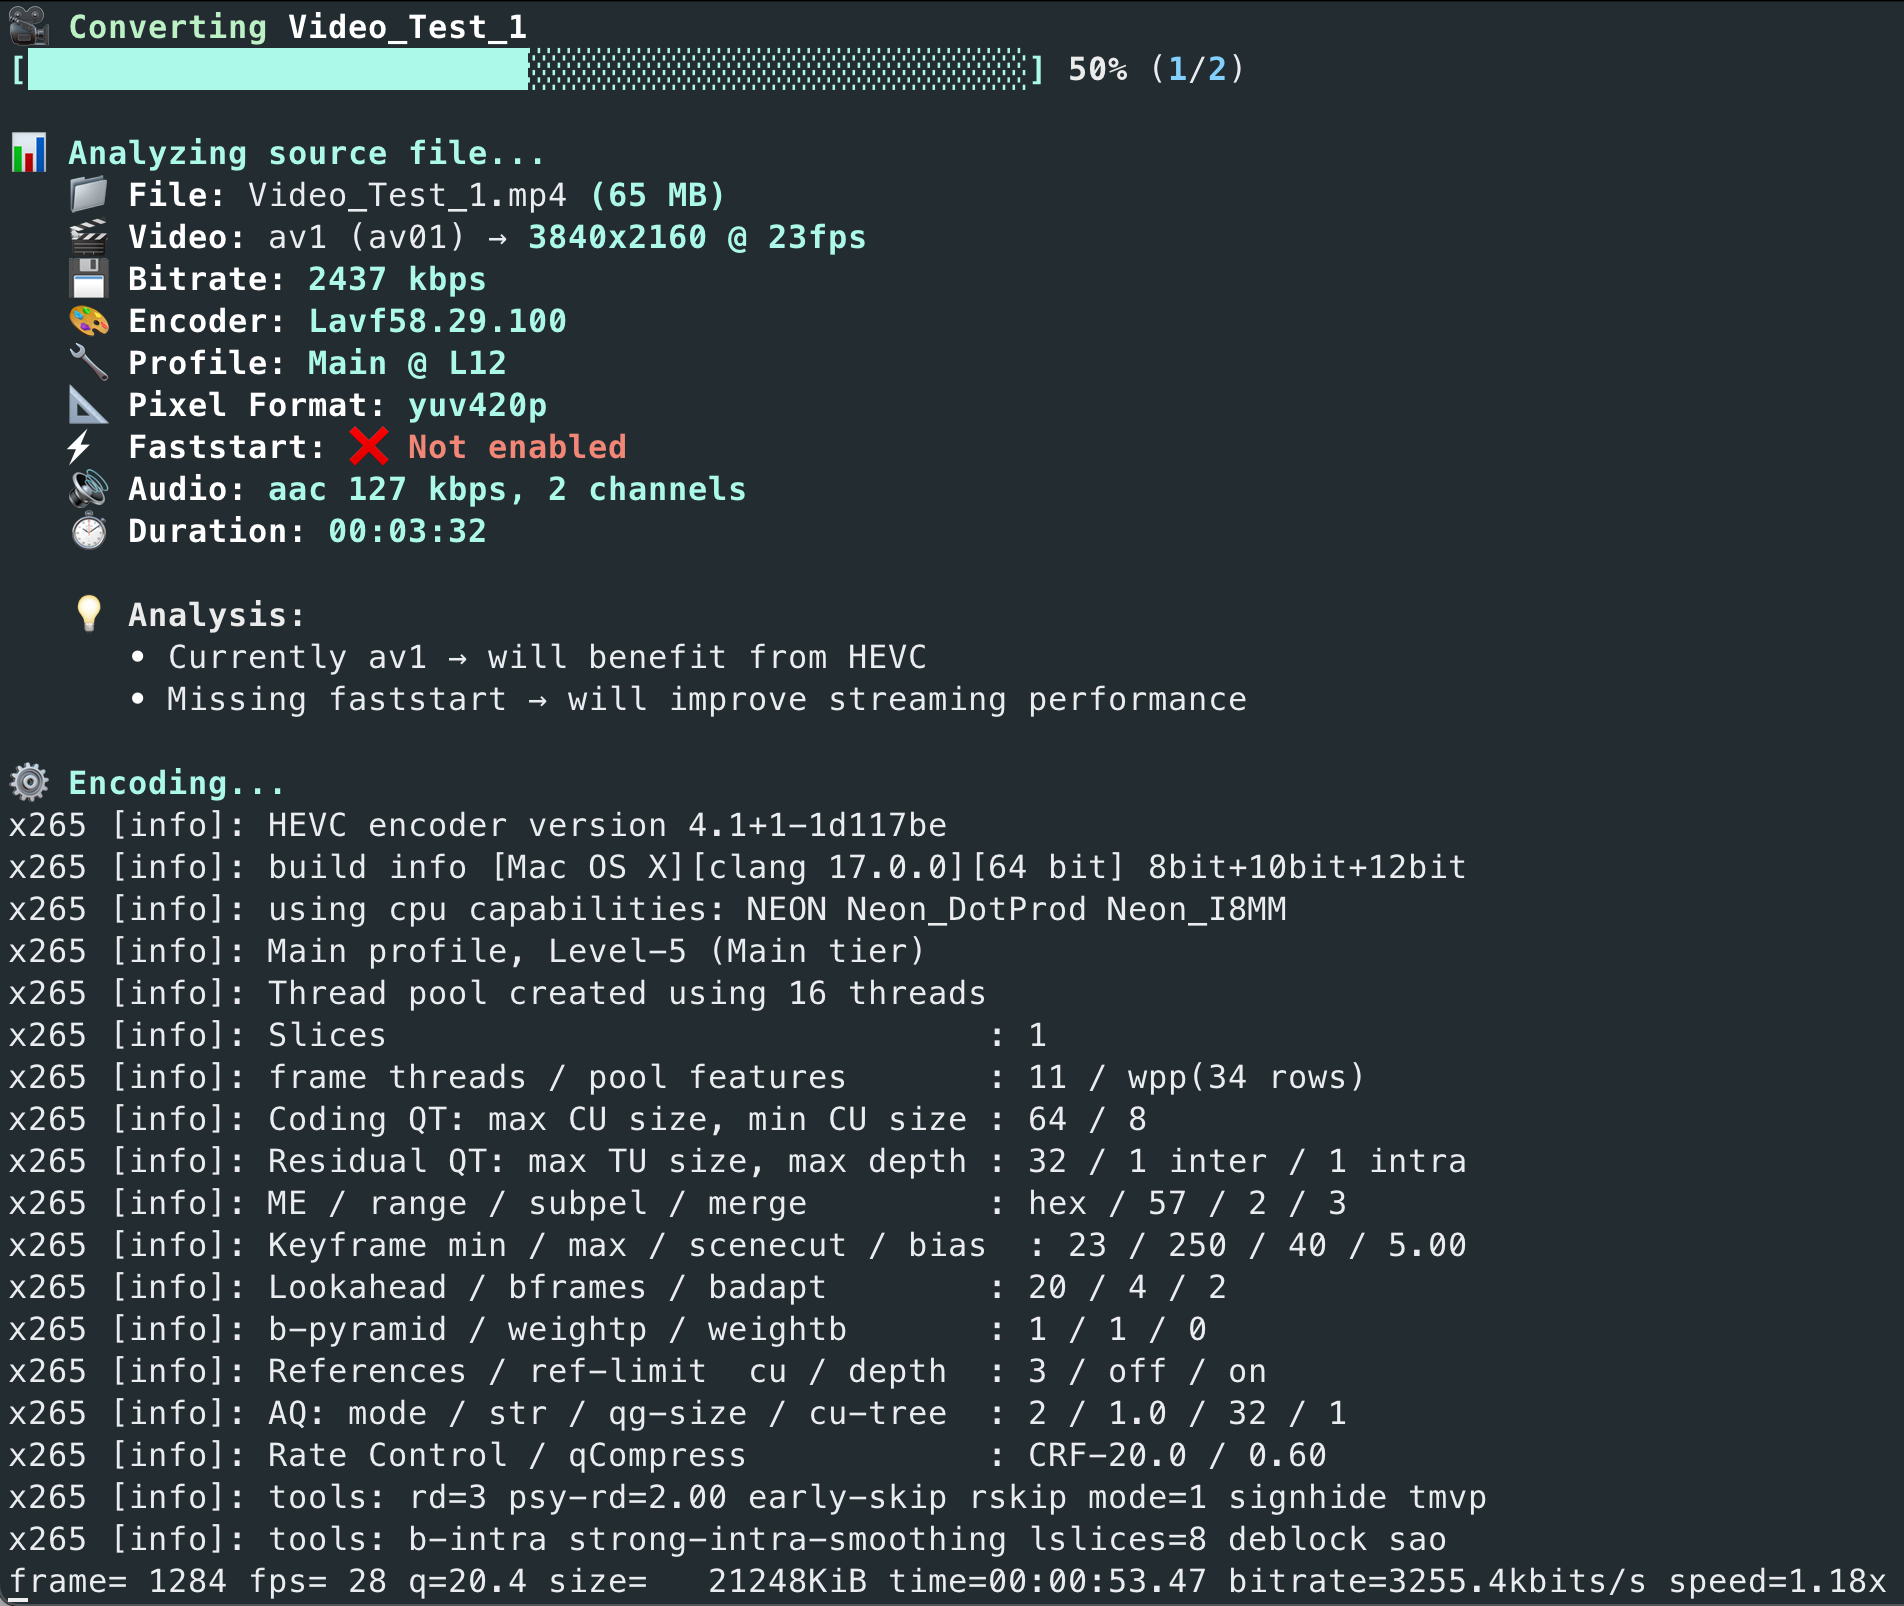 Converting Video_Test_1
[] 50% (1/2)
Analyzing source file...
File: Video_Test_1.mp4 (65 MB)
Video: av1 (av01) → 3840x2160 @ 23fps
Bitrate: 2437 kbps
Encoder: Lavf58.29.100
Profile: Main @ L12
Pixel Format: yuv420p
Faststart: ❌ Not enabled
Audio: aac 127 kbps, 2 channels
Duration: 00:03:32
Analysis:
• Currently av1 → will benefit from HEVC
• Missing faststart → will improve streaming performance
Encoding...
x265 [info]: HEVC encoder version 4.1+1-1d117be
x265 [info]: build info [Mac OS X][clang 17.0.0][64 bit] 8bit+10bit+12bit
x265 [info]: using cpu capabilities: NEON Neon_DotProd Neon_I8MM
x265 [info]: Main profile, Level-5 (Main tier)
x265 [info]: Thread pool created using 16 threads
x265 [info]: Slices                              : 1
x265 [info]: frame threads / pool features       : 11 / wpp(34 rows)
x265 [info]: Coding QT: max CU size, min CU size : 64 / 8
x265 [info]: Residual QT: max TU size, max depth : 32 / 1 inter / 1 intra
x265 [info]: ME / range / subpel / merge         : hex / 57 / 2 / 3
x265 [info]: Keyframe min / max / scenecut / bias  : 23 / 250 / 40 / 5.00
x265 [info]: Lookahead / bframes / badapt        : 20 / 4 / 2
x265 [info]: b-pyramid / weightp / weightb       : 1 / 1 / 0
x265 [info]: References / ref-limit  cu / depth  : 3 / off / on
x265 [info]: AQ: mode / str / qg-size / cu-tree  : 2 / 1.0 / 32 / 1
x265 [info]: Rate Control / qCompress            : CRF-20.0 / 0.60
x265 [info]: tools: rd=3 psy-rd=2.00 early-skip rskip mode=1 signhide tmvp
x265 [info]: tools: b-intra strong-intra-smoothing lslices=8 deblock sao
frame= 1284 fps= 28 q=20.4 size=   21248KiB time=00:00:53.47 bitrate=3255.4kbits/s speed=1.18x